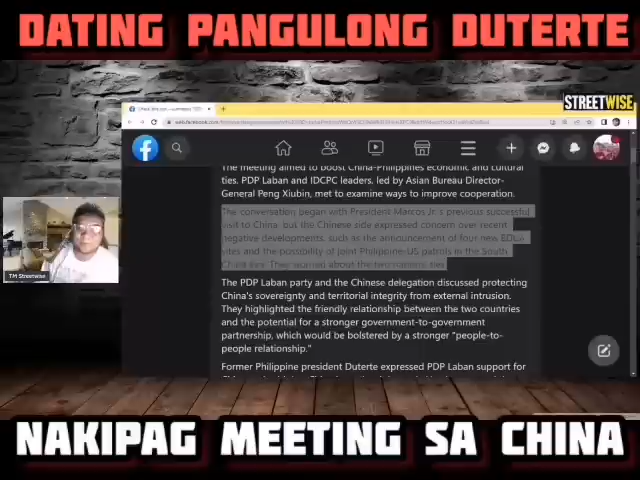 DATING PANGULONG DUTERTE
STREETWISE
The meeting aimed to boost China-Philippines economic and cultural
ties. PDP Laban and IDCPC leaders, led by Asian Bureau Director-
General Peng Xiubin, met to examine ways to improve cooperation.
The conversation began with President Marcos Jr.'s previous successful
visit to China, but the Chinese side expressed concern over recent
negative developments, such as the announcement of four new EDCA
sites and the possibility of joint Philippine-US patrols in the South
China Sea. They worried about the two nations' ties.
The PDP Laban party and the Chinese delegation discussed protecting
China's sovereignty and territorial integrity from external intrusion.
They highlighted the friendly relationship between the two countries
and the potential for a stronger government-to-government
partnership, which would be bolstered by a stronger "people-to-
people relationship."
Former Philippine president Duterte expressed PDP Laban support for
TM Streetwise
NAKIPAG MEETING SA CHINA